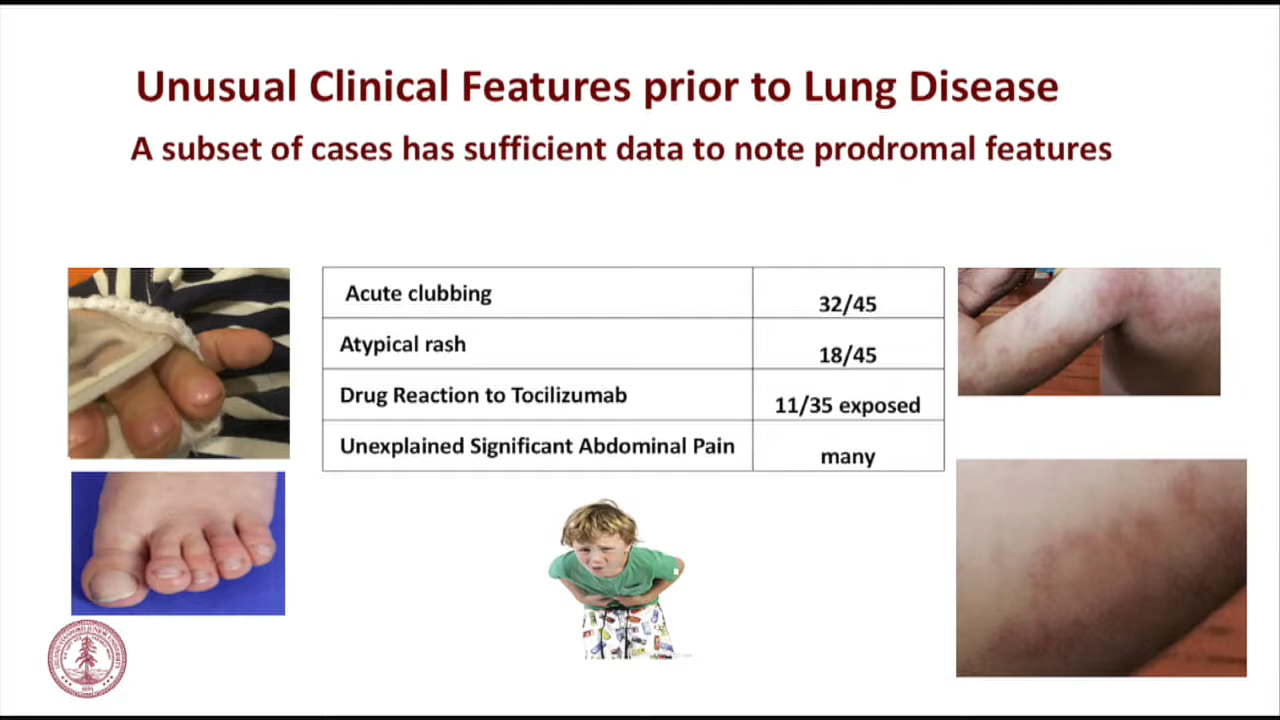 Unusual Clinical Features prior to Lung Disease
A subset of cases has sufficient data to note prodromal features
Acute clubbing
32/45
Atypical rash
18/45
Drug Reaction to Tocilizumab
11/35 exposed
Unexplained Significant Abdominal Pain
many